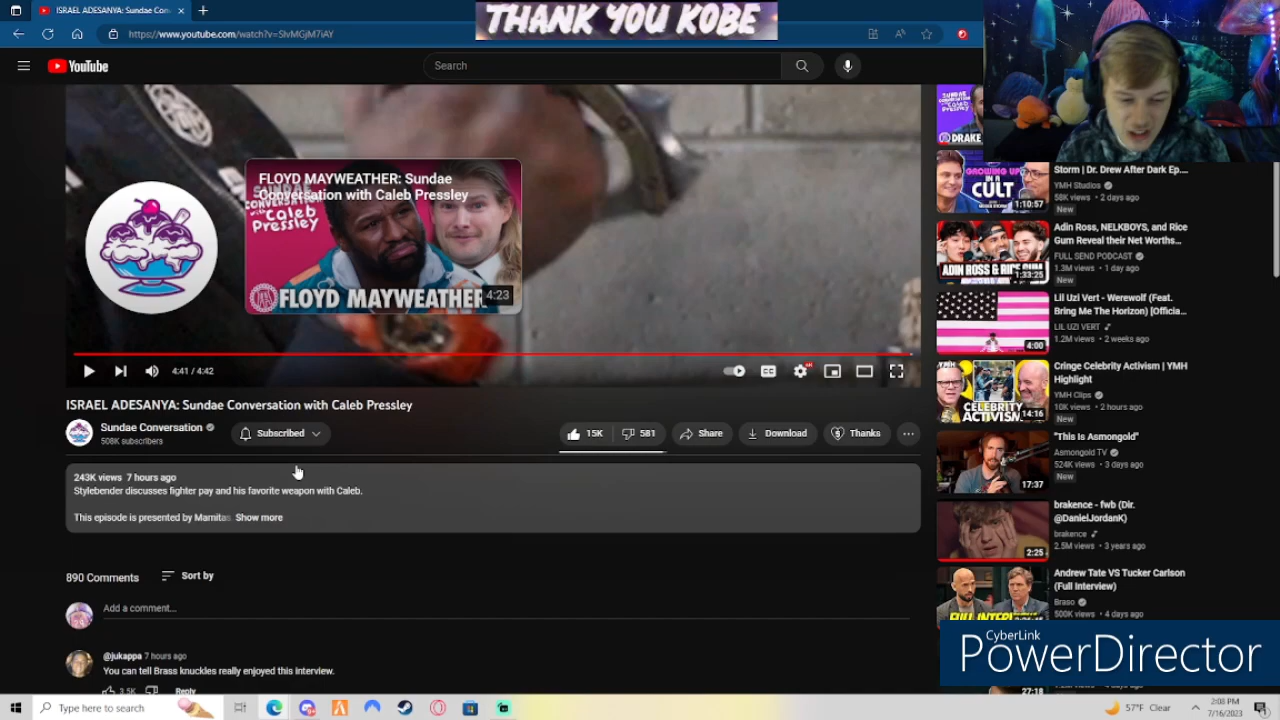 ISRAEL ADESANYA: Sundae Co
THANK YOU KOBE
https://www.youtube.com/watch?v=SlvMGjM7iAY
YouTube
Search
FLOYD MAYWEATHER: Sundae
Conversation with Caleb Pressley
Caleb
Pressley
FLOYD MAYWEATHER
4:23
4:41 / 4:42
ISRAEL ADESANYA: Sundae Conversation with Caleb Pressley
Sundae Conversation
508K subscribers
Subscribed
15K
581
Share
Download
Thanks
243K views 7 hours ago
Stylebender discusses fighter pay and his favorite weapon with Caleb.
This episode is presented by Mamitas Show more
890 Comments
Sort by
Add a comment...
@jukappa 7 hours ago
You can tell Brass knuckles really enjoyed this interview.
3.5K
Reply
DRAKE
GROWING UP
IN A
CULT
1:10:57
Storm | Dr. Drew After Dark Ep....
YMH Studios
58K views • 2 days ago
New
ADIN ROSS & RICE GUM
1:33:25
Adin Ross, NELKBOYS, and Rice
Gum Reveal their Net Worths...
FULL SEND PODCAST
1.3M views • 1 day ago
New
4:00
Lil Uzi Vert - Werewolf (Feat.
Bring Me The Horizon) [Officia...
LIL UZI VERT
1.2M views • 2 weeks ago
CELEBRITY
ACTIVISM
14:16
Cringe Celebrity Activism | YMH
Highlight
YMH Clips
10K views • 2 hours ago
New
17:37
"This Is Asmongold"
Asmongold TV
524K views • 3 days ago
New
2:25
brakence - fwb (Dir.
@DanielJordanK)
brakence
2.5M views • 3 years ago
Andrew Tate VS Tucker Carlson
(Full Interview)
Braso
500K views • 4 days ago
CyberLink
PowerDirector
27:18
Type here to search
57°F Clear
2:08 PM
7/16/2023